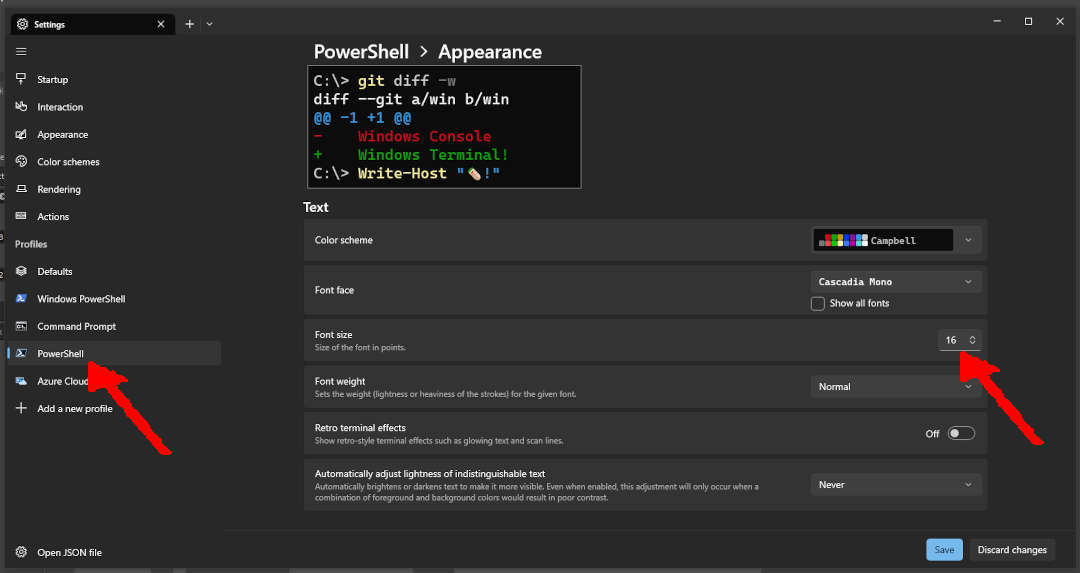 Settings
PowerShell > Appearance
C:\> git diff -w
diff --git a/win b/win
@@ -1 +1 @@
- Windows Console
+ Windows Terminal!
C:\> Write-Host "!"
Startup
Interaction
Appearance
Color schemes
Rendering
Actions
Profiles
Defaults
Windows PowerShell
Command Prompt
PowerShell
Azure Cloud
Add a new profile
Open JSON file
Text
Color scheme
Campbell
Font face
Cascadia Mono
Show all fonts
Font size
Size of the font in points.
16
Font weight
Sets the weight (lightness or heaviness of the strokes) for the given font.
Normal
Retro terminal effects
Show retro-style terminal effects such as glowing text and scan lines.
Off
Automatically adjust lightness of indistinguishable text
Automatically brightens or darkens text to make it more visible. Even when enabled, this adjustment will only occur when a
combination of foreground and background colors would result in poor contrast.
Never
Save
Discard changes